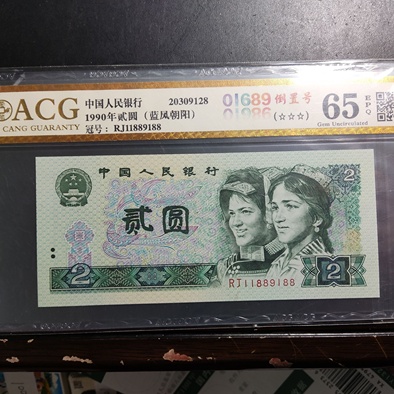 ACG
CANG GUARANTY
中国人民银行 20309128
1990年贰圆 (蓝凤朝阳)
冠号: RJ11889188
01689 倒置号
01986 (☆☆☆)
65 EPQ
Gem Uncirculated
中国人民银行
2
贰圆
2
2
RJ11889188